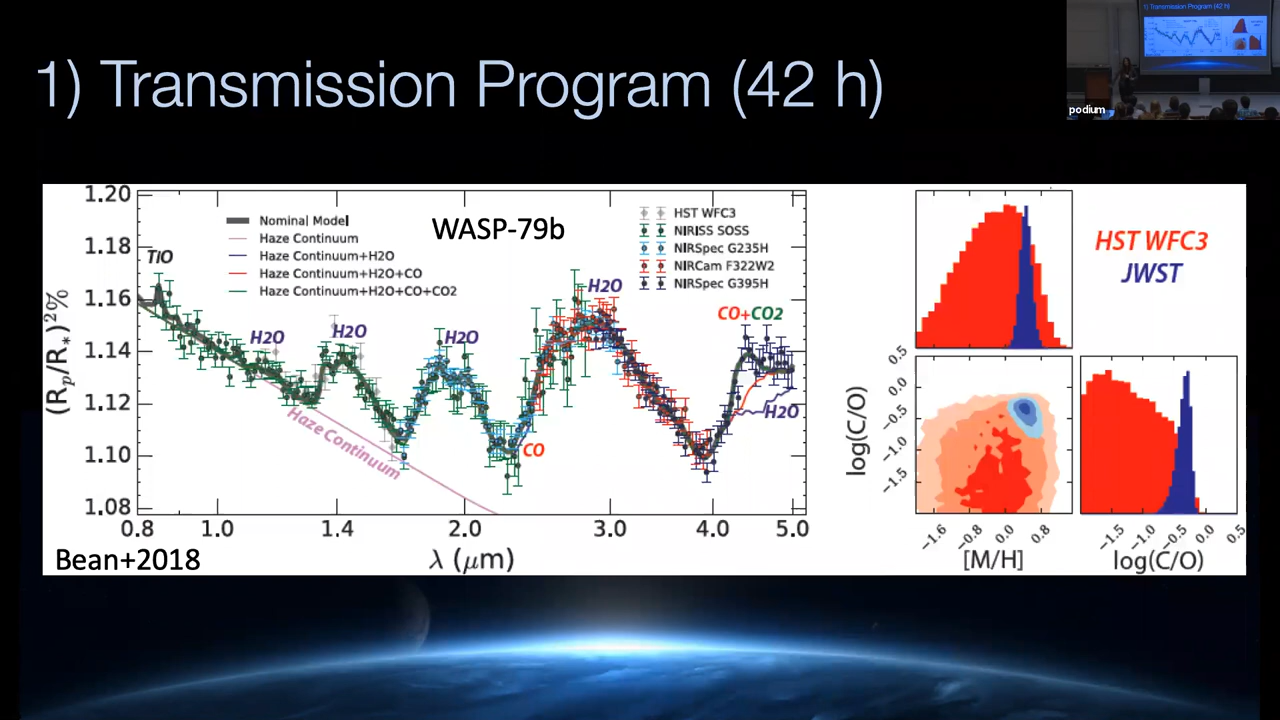 1) Transmission Program (42 h)
1) Transmission Program (42 h)
podium
1.20
1.18
1.16
1.14
1.12
1.10
1.08
(Rp/R*)²%
0.8
1.0
1.4
2.0
3.0
4.0
5.0
λ (μm)
Nominal Model
Haze Continuum
Haze Continuum+H2O
Haze Continuum+H2O+CO
Haze Continuum+H2O+CO+CO2
WASP-79b
HST WFC3
NIRISS SOSS
NIRSpec G235H
NIRCam F322W2
NIRSpec G395H
TiO
H2O
H2O
H2O
H2O
CO+CO2
H2O
CO
Haze Continuum
Bean+2018
HST WFC3
JWST
log(C/O)
0.5
0.0
−0.5
−1.0
−1.5
−1.6
−0.8
0.0
0.8
[M/H]
−1.5
−1.0
−0.5
0.0
0.5
log(C/O)